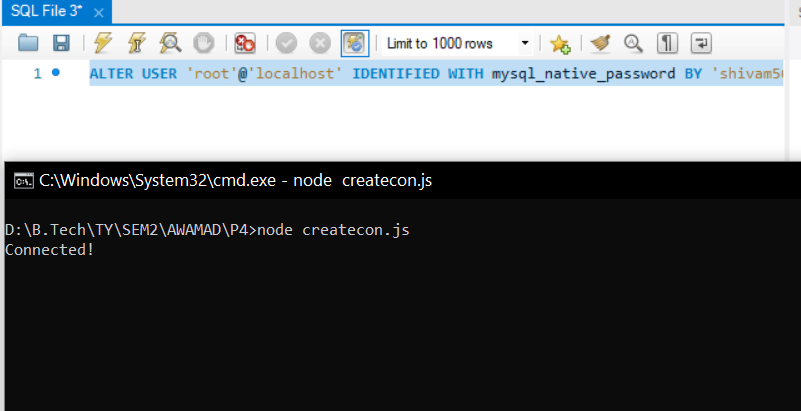 SQL File 3*
Limit to 1000 rows
1 ALTER USER 'root'@'localhost' IDENTIFIED WITH mysql_native_password BY 'shivam5
C:\Windows\System32\cmd.exe - node  createcon.js
D:\B.Tech\TY\SEM2\AWAMAD\P4>node createcon.js
Connected!